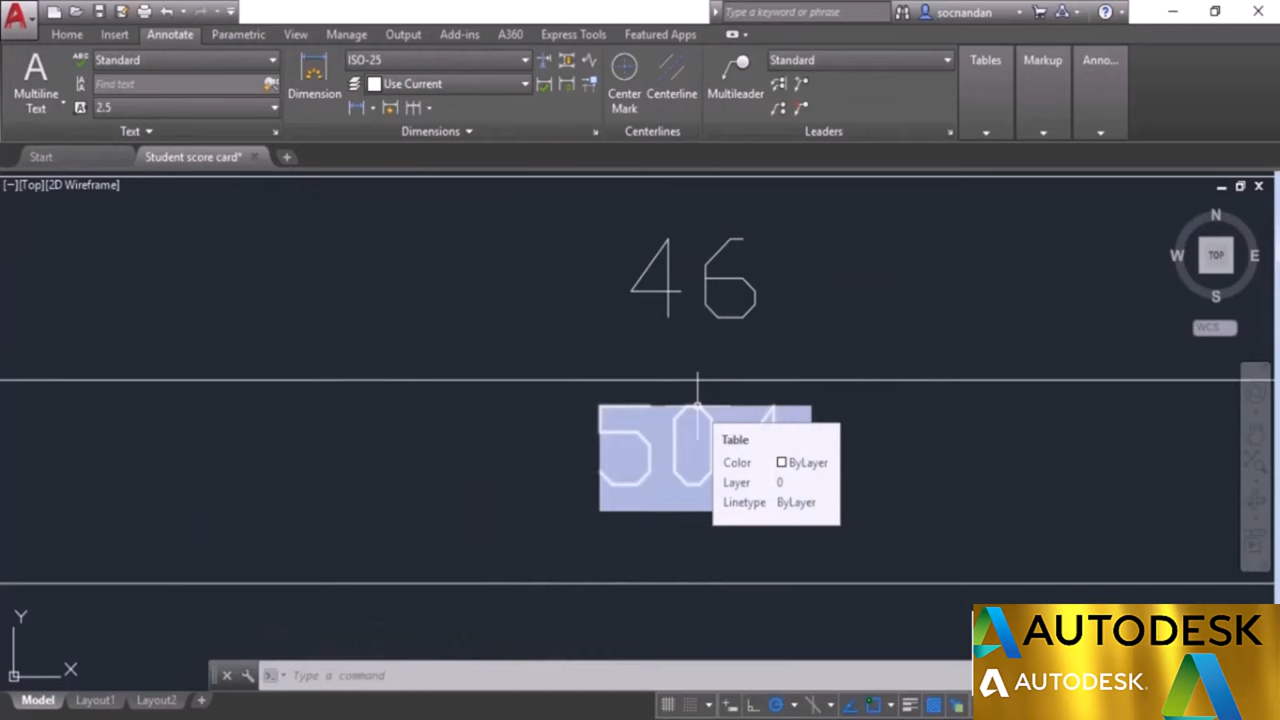 Type a keyword or phrase
socnandan
Home Insert Annotate Parametric View Manage Output Add-ins A360 Express Tools Featured Apps
Standard
ISO-25
Standard
Find text
Use Current
2.5
Multiline Text
Dimension
Center Mark
Centerline
Multileader
Tables
Markup
Anno...
Text
Dimensions
Centerlines
Leaders
Start
Student score card*
[−][Top][2D Wireframe]
N
W TOP E
S
WCS
46
504
Table
Color ByLayer
Layer 0
Linetype ByLayer
Y
X
Type a command
Model Layout1 Layout2
AUTODESK
AUTODESK.